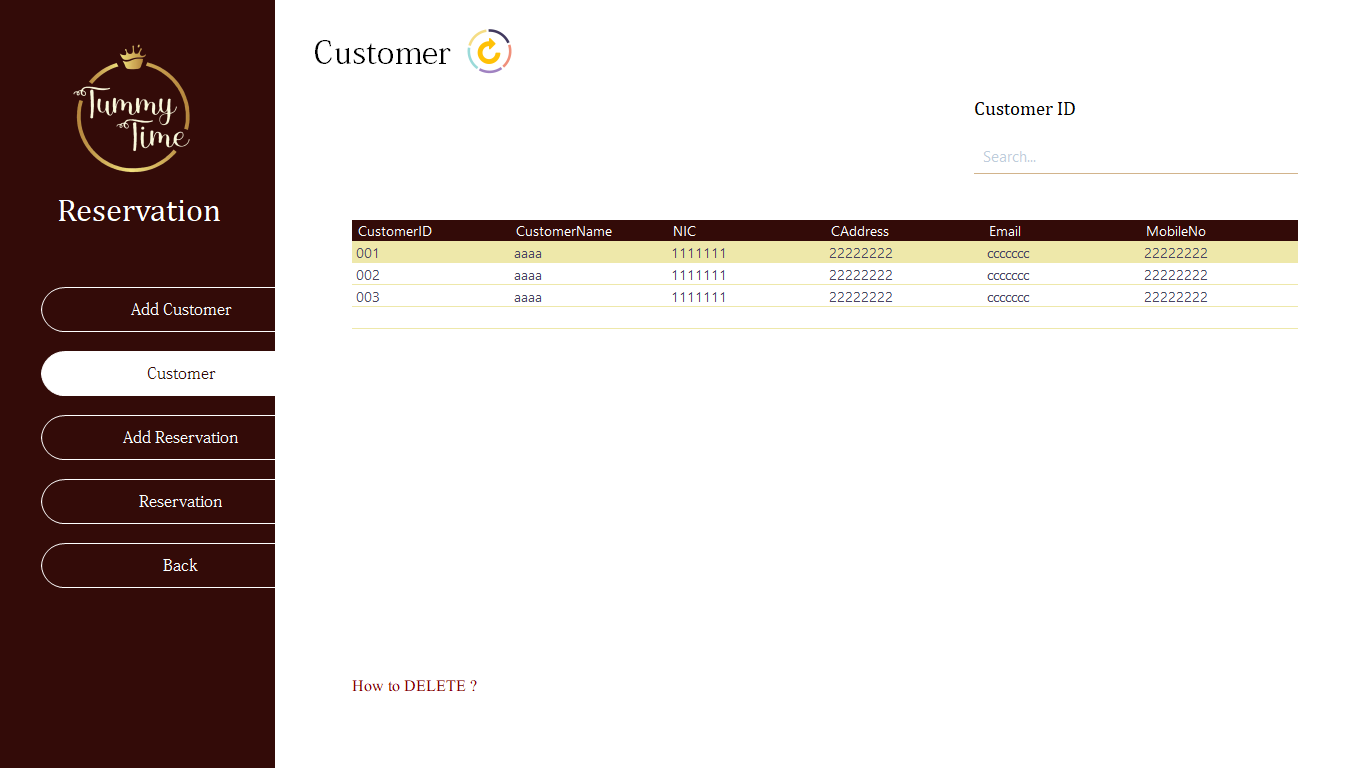 Tummy
Time
Reservation
Add Customer
Customer
Add Reservation
Reservation
Back
Customer
Customer ID
Search...
CustomerID CustomerName NIC CAddress Email MobileNo
001 aaaa 1111111 22222222 ccccccc 22222222
002 aaaa 1111111 22222222 ccccccc 22222222
003 aaaa 1111111 22222222 ccccccc 22222222
How to DELETE ?